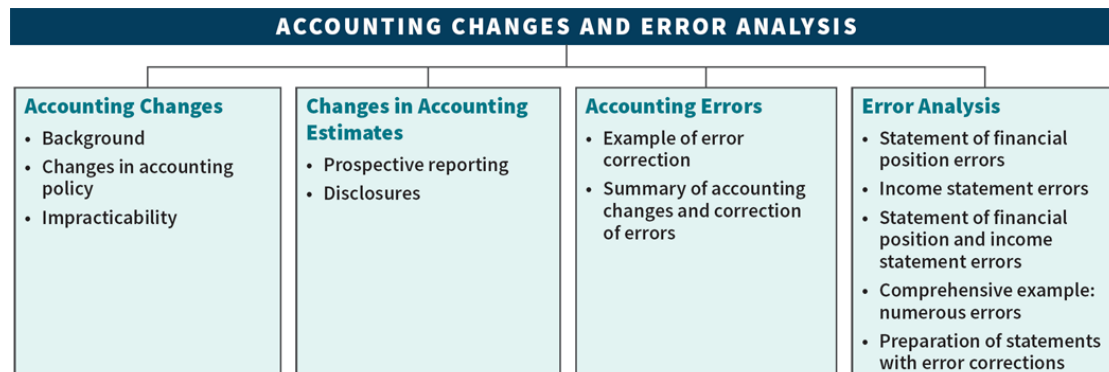 ACCOUNTING CHANGES AND ERROR ANALYSIS
Accounting Changes
• Background
• Changes in accounting
policy
• Impracticability
Changes in Accounting
Estimates
• Prospective reporting
• Disclosures
Accounting Errors
• Example of error
correction
• Summary of accounting
changes and correction
of errors
Error Analysis
• Statement of financial
position errors
• Income statement errors
• Statement of financial
position and income
statement errors
• Comprehensive example:
numerous errors
• Preparation of statements
with error corrections